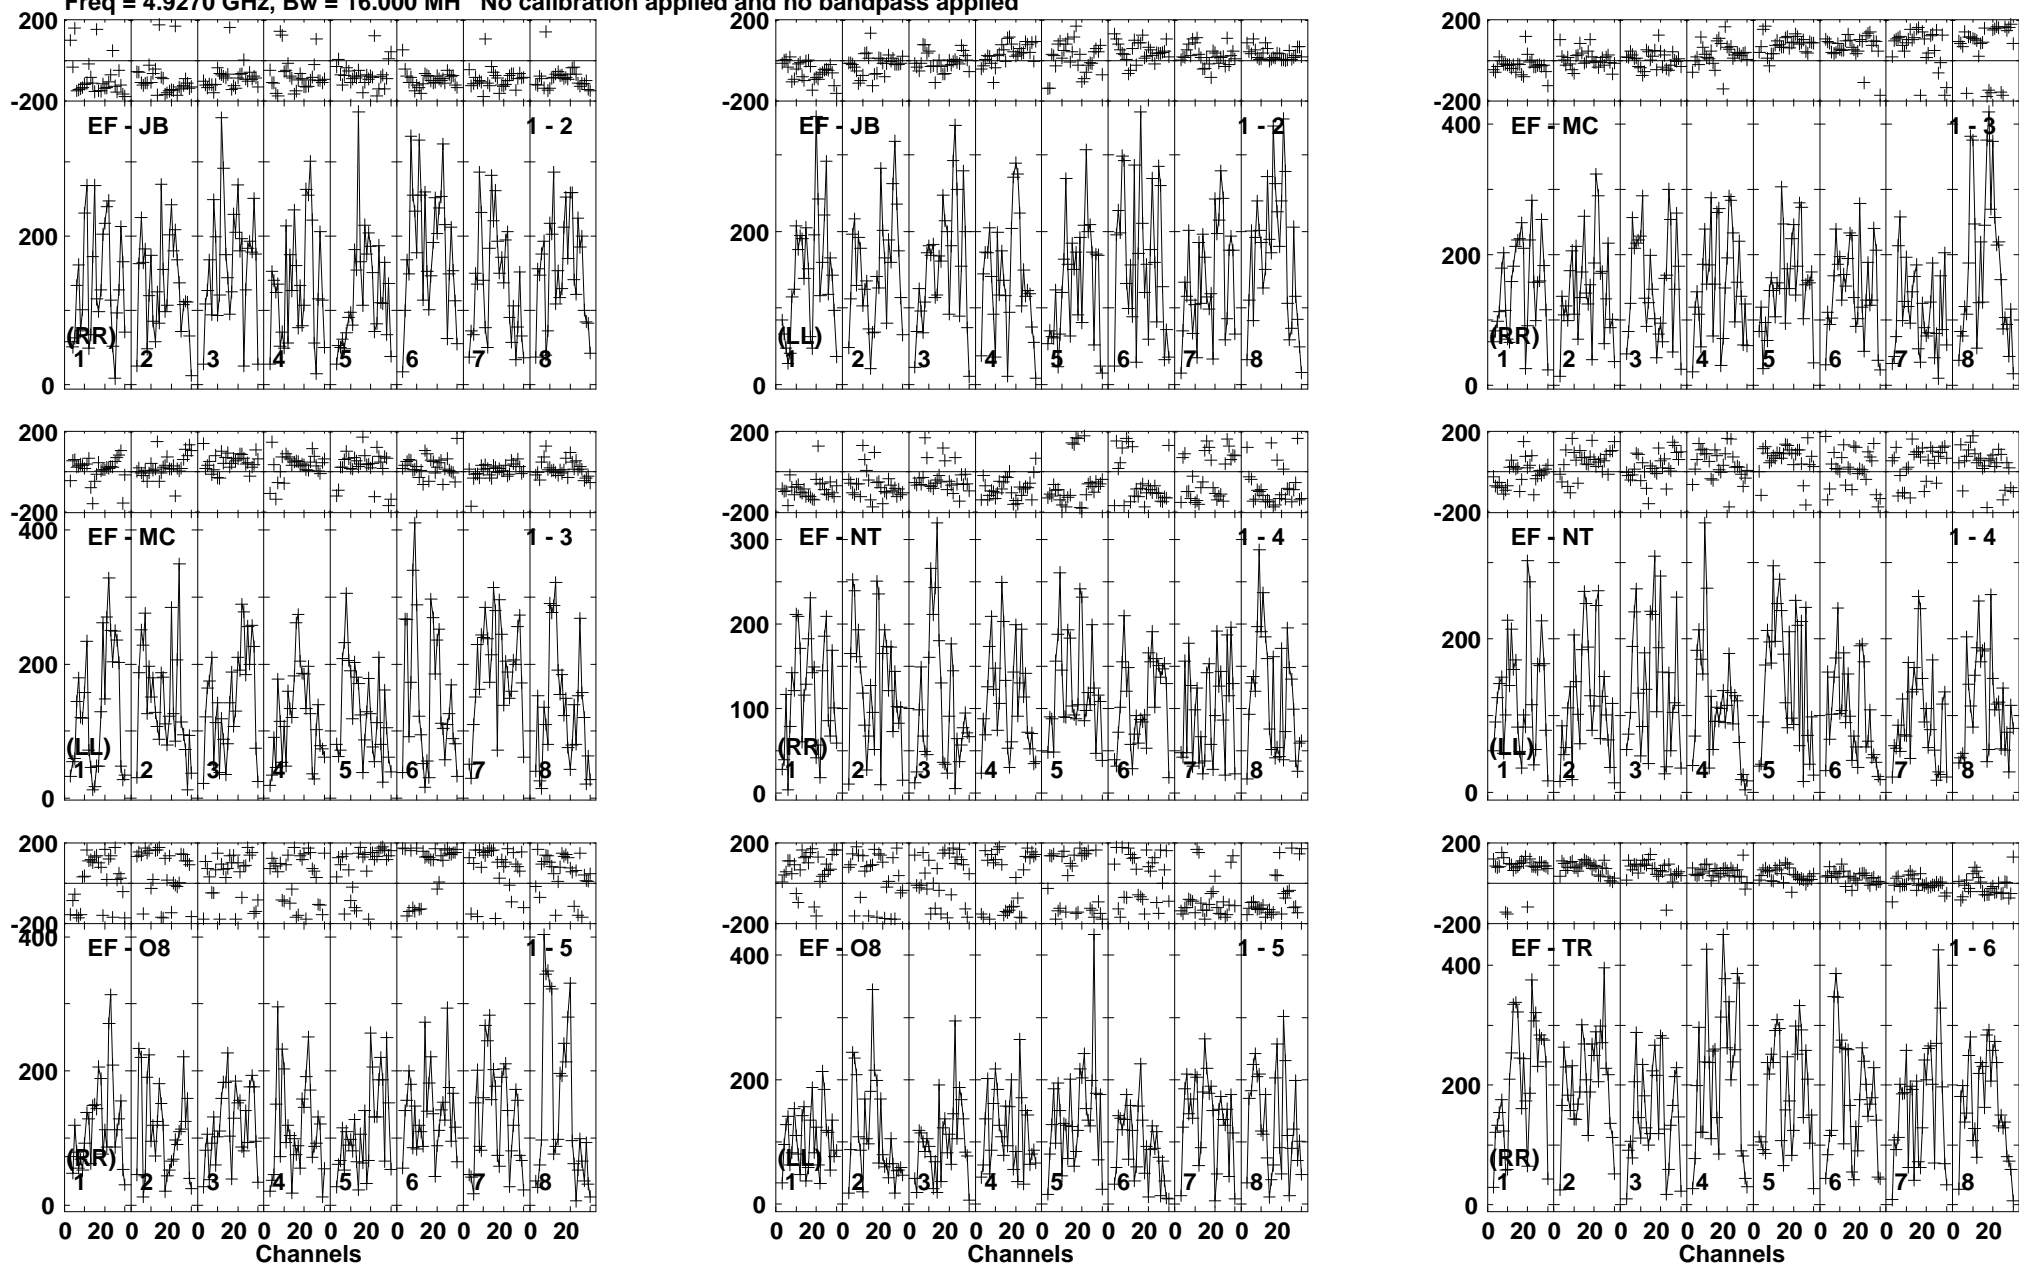 Freq = 4.9270 GHz, Bw = 16.000 MH No calibration applied and no bandpass applied
200 200 200
-200 -200 -200
EF - JB 1 - 2 EF - JB 1 - 2 400 EF - MC 1 - 3
200 200 200
(RR) (LL) (RR)
1 2 3 4 5 6 7 8 1 2 3 4 5 6 7 8 1 2 3 4 5 6 7 8
0 0 0
200 200 200
-200 -200 -200
400 EF - MC 1 - 3 300 EF - NT 1 - 4 EF - NT 1 - 4
200 200 200
100
(LL) (RR) (LL)
1 2 3 4 5 6 7 8 1 2 3 4 5 6 7 8 1 2 3 4 5 6 7 8
0 0 0
200 200 200
-200 -200 -200
400 EF - O8 1 - 5 400 EF - O8 1 - 5 400 EF - TR 1 - 6
200 200 200
(RR) (LL) (RR)
1 2 3 4 5 6 7 8 1 2 3 4 5 6 7 8 1 2 3 4 5 6 7 8
0 0 0
0 20 0 20 0 20 0 20 0 20 0 20 0 20 0 20 0 20 0 20 0 20 0 20 0 20 0 20 0 20 0 20 0 20 0 20 0 20 0 20 0 20 0 20 0 20 0 20
Channels Channels Channels